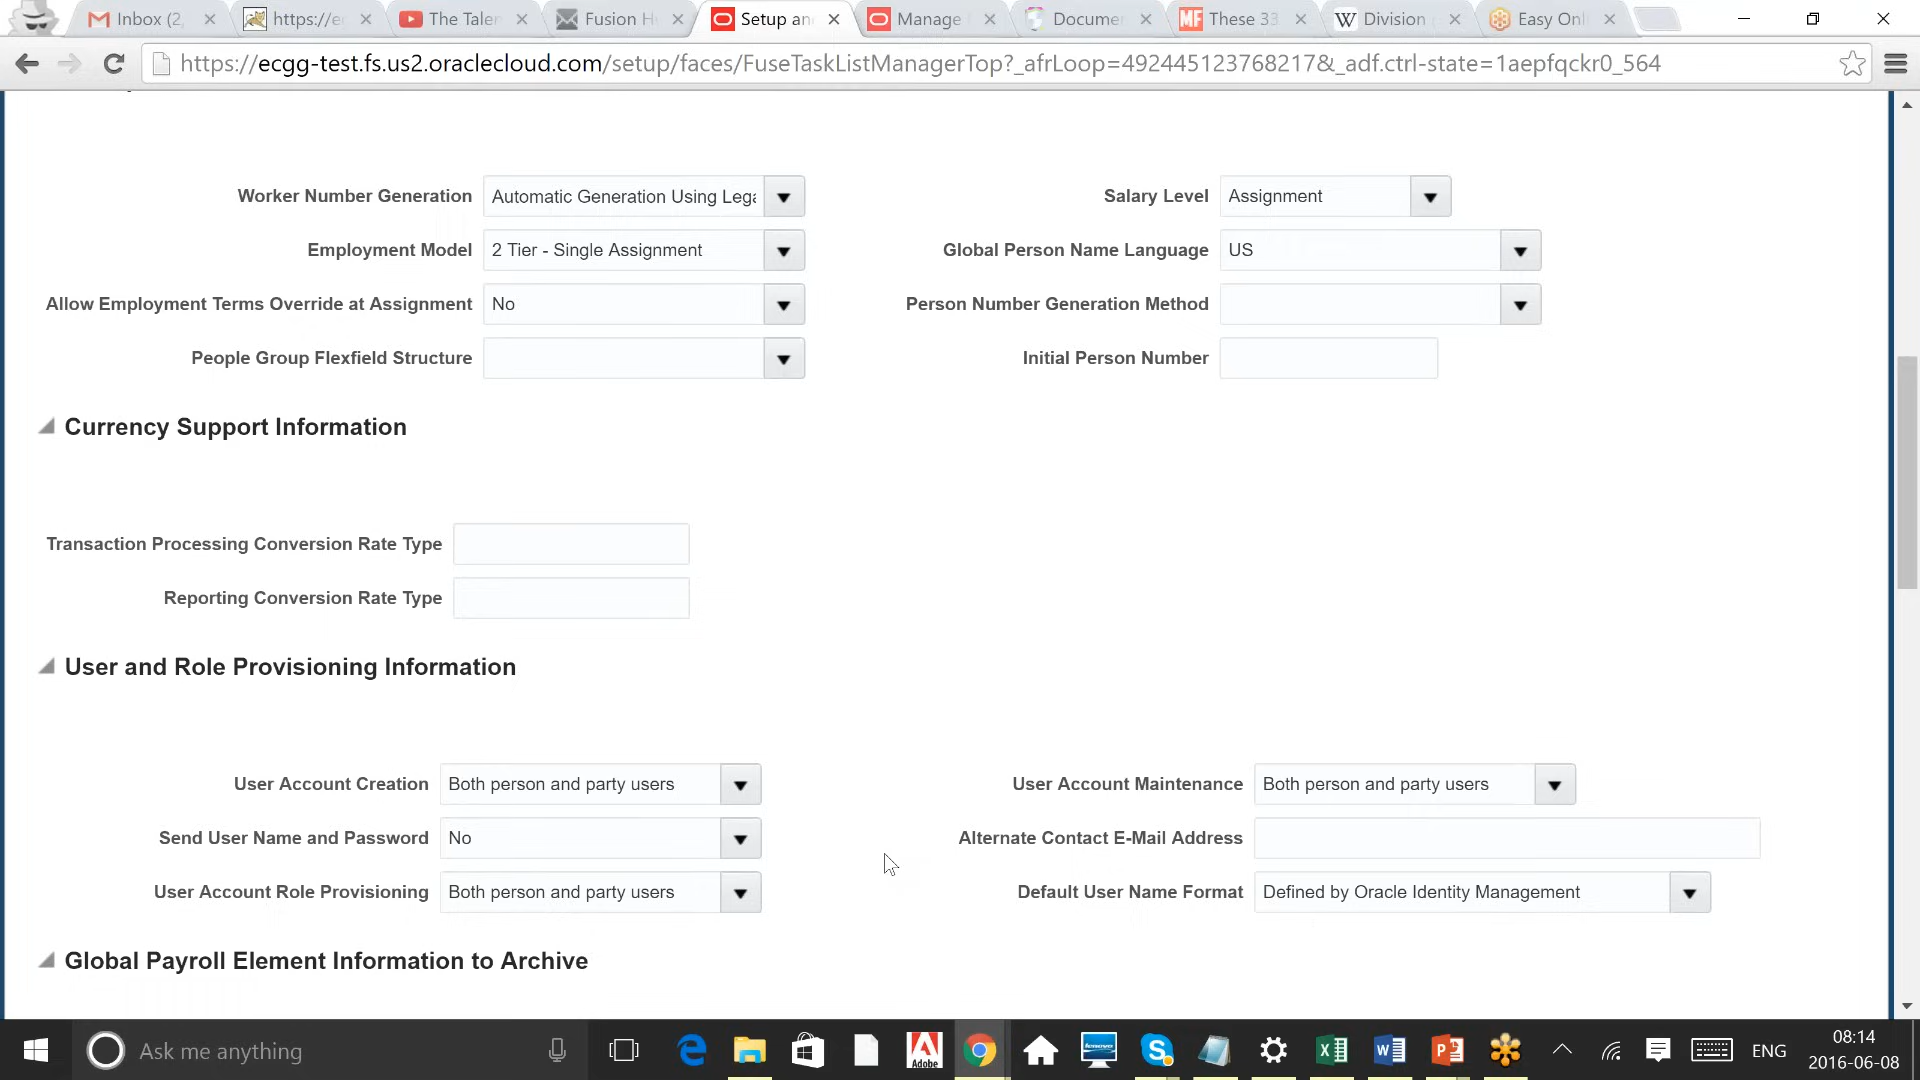 Inbox (2,
https://e
The Taler
Fusion H
Setup an
Manage
Docume
MF These 33
W Division
Easy Onl
https://ecgg-test.fs.us2.oraclecloud.com/setup/faces/FuseTaskListManagerTop?_afrLoop=492445123768217&_adf.ctrl-state=1aepfqckr0_564
Worker Number Generation Automatic Generation Using Lega Salary Level Assignment
Employment Model 2 Tier - Single Assignment Global Person Name Language US
Allow Employment Terms Override at Assignment No Person Number Generation Method
People Group Flexfield Structure Initial Person Number
Currency Support Information
Transaction Processing Conversion Rate Type
Reporting Conversion Rate Type
User and Role Provisioning Information
User Account Creation Both person and party users User Account Maintenance Both person and party users
Send User Name and Password No Alternate Contact E-Mail Address
User Account Role Provisioning Both person and party users Default User Name Format Defined by Oracle Identity Management
Global Payroll Element Information to Archive
Ask me anything
Adobe
lenovo
ENG
08:14
2016-06-08